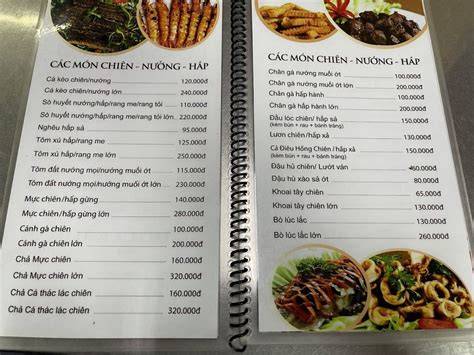 CÁC MÓN CHIÊN - NƯỚNG - HẤP
Cá kèo chiên/nướng 120.000đ
Cá kèo chiên/nướng lớn 240.000đ
Sò huyết nướng/hấp/rang me/rang tỏi 110.000đ
Sò huyết nướng/hấp/rang me/rang tỏi lớn 220.000đ
Nghêu hấp sả 95.000đ
Tôm xú hấp/rang me 125.000đ
Tôm xú hấp/rang me lớn 250.000đ
Tôm đất nướng mọi/nướng muối ớt 115.000đ
Tôm đất nướng mọi/nướng muối ớt lớn 230.000đ
Mực chiên/hấp gừng 140.000đ
Mực chiên/hấp gừng lớn 280.000đ
Cánh gà chiên 100.000đ
Cánh gà chiên lớn 200.000đ
Chả Mực chiên 160.000đ
Chả Mực chiên lớn 320.000đ
Chả Cá thác lác chiên 160.000đ
Chả Cá thác lác chiên lớn 320.000đ
CÁC MÓN CHIÊN - NƯỚNG - HẤP
Chân gà nướng muối ớt 100.000đ
Chân gà nướng muối ớt lớn 200.000đ
Chân gà hấp hành 100.000đ
Chân gà hấp hành lớn 200.000đ
Đầu lóc chiên/ hấp sả 150.000đ
(kèm bún + rau + bánh tráng)
Lươn chiên/hấp xả 130.000đ
Cá Điêu Hồng Chiên/hấp xả 150.000đ
(kèm bún + rau + bánh tráng)
Đậu hủ chiên/ Lướt ván 60.000đ
Đậu hủ xào sả ớt 80.000đ
Khoai tây chiên 65.000đ
Khoai tây chiên lớn 130.000đ
Bò lúc lắc 130.000đ
Bò lúc lắc lớn 260.000đ